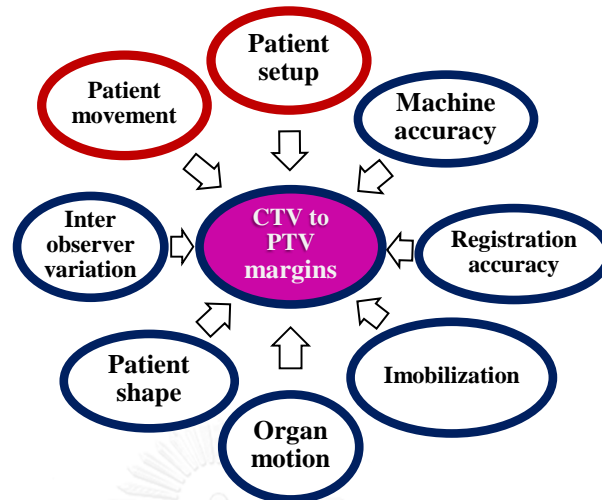 Patient
setup
Patient
movement
Machine
accuracy
Inter
observer
variation
CTV to
PTV
margins
Registration
accuracy
Patient
shape
Imobilization
Organ
motion